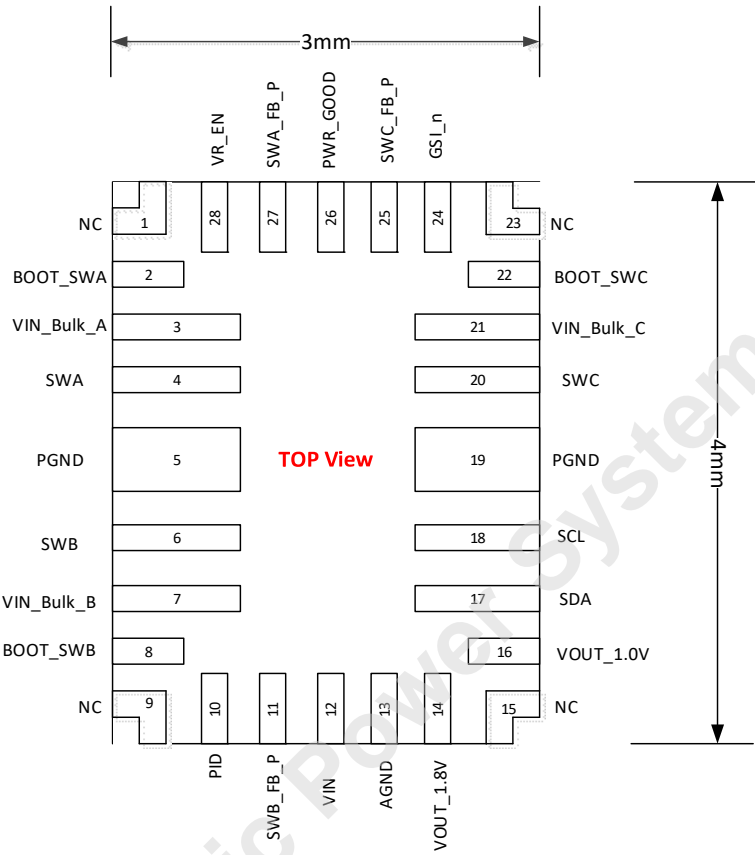 3mm
VR_EN
SWA_FB_P
PWR_GOOD
SWC_FB_P
GSI_n
28
27
26
25
24
NC
1
23
NC
BOOT_SWA
2
22
BOOT_SWC
VIN_Bulk_A
3
21
VIN_Bulk_C
SWA
4
20
SWC
PGND
5
TOP View
19
PGND
4mm
SWB
6
18
SCL
VIN_Bulk_B
7
17
SDA
BOOT_SWB
8
16
VOUT_1.0V
NC
9
15
NC
10
11
12
13
14
PID
SWB_FB_P
VIN
AGND
VOUT_1.8V
ic Power System